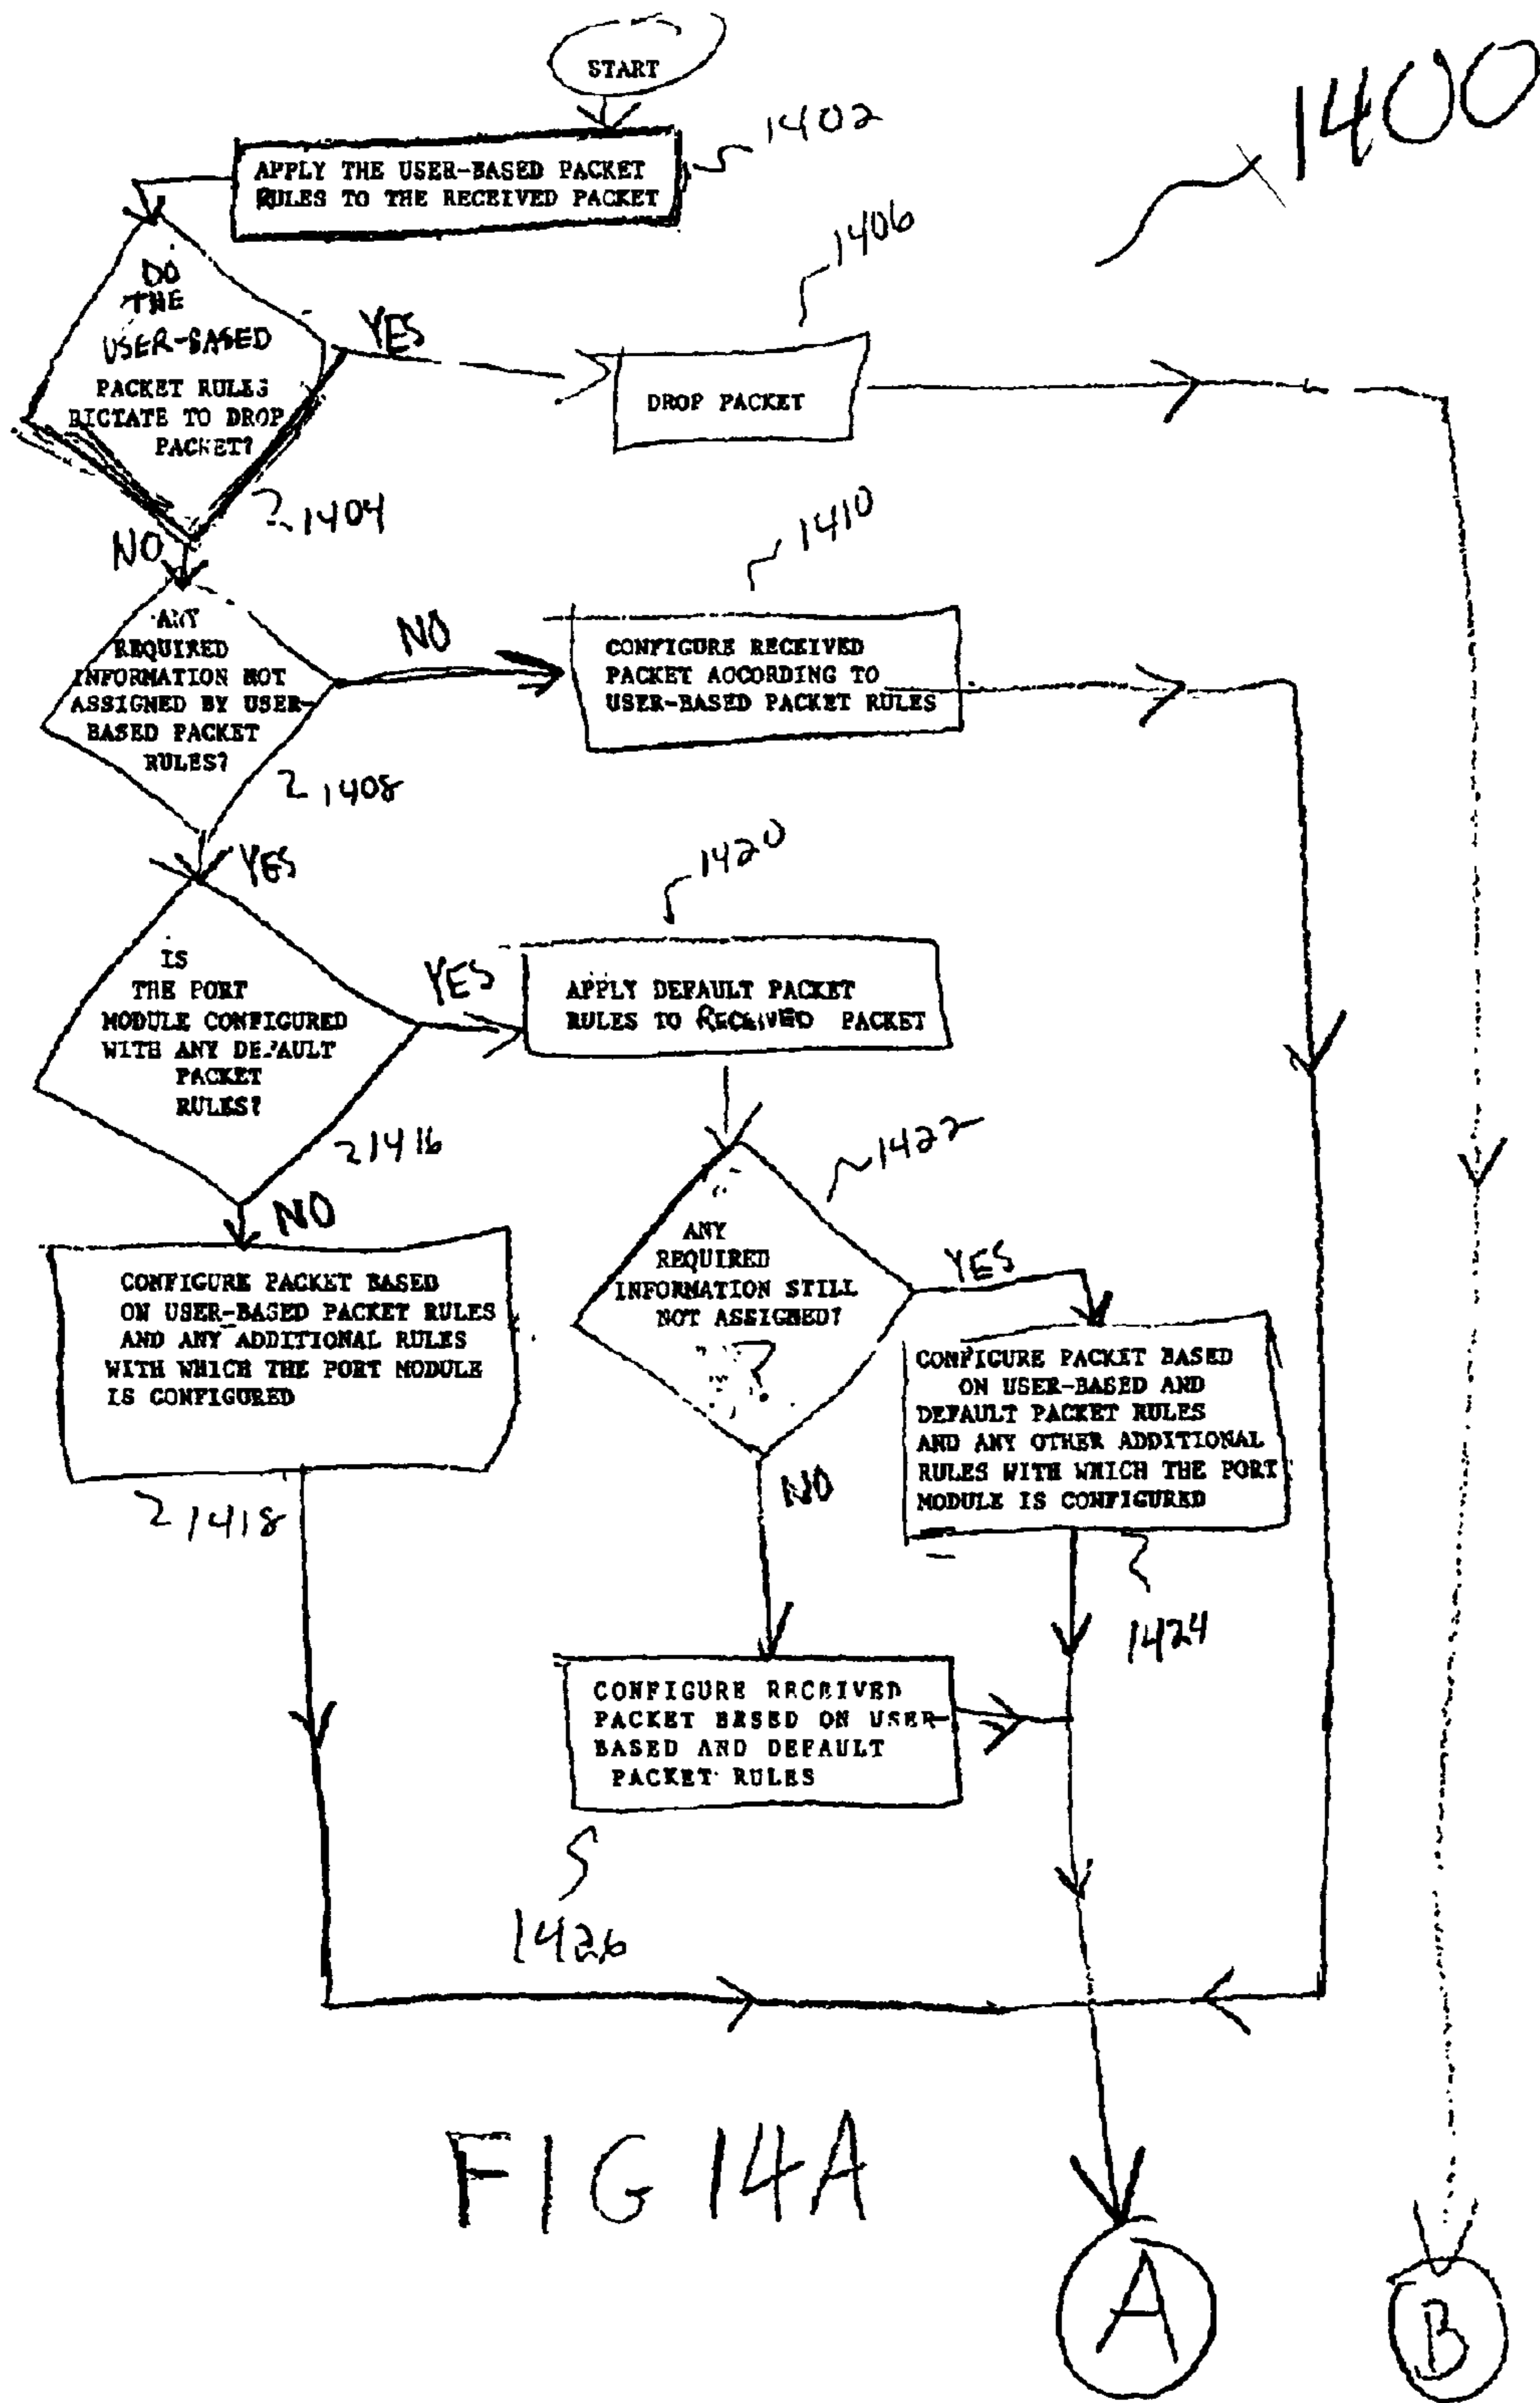 START
1400
1402
APPLY THE USER-BASED PACKET
RULES TO THE RECEIVED PACKET
1406
DO
THE
USER-BASED
PACKET RULES
DICTATE TO DROP
PACKET?
YES
DROP PACKET
1404
NO
1410
ANY
REQUIRED
INFORMATION NOT
ASSIGNED BY USER-
BASED PACKET
RULES?
NO
CONFIGURE RECEIVED
PACKET ACCORDING TO
USER-BASED PACKET RULES
1408
YES
1420
IS
THE PORT
MODULE CONFIGURED
WITH ANY DEFAULT
PACKET
RULES?
YES
APPLY DEFAULT PACKET
RULES TO RECEIVED PACKET
1416
NO
1422
ANY
REQUIRED
INFORMATION STILL
NOT ASSIGNED?
?
YES
CONFIGURE PACKET BASED
ON USER-BASED PACKET RULES
AND ANY ADDITIONAL RULES
WITH WHICH THE PORT MODULE
IS CONFIGURED
1418
CONFIGURE PACKET BASED
ON USER-BASED AND
DEFAULT PACKET RULES
AND ANY OTHER ADDITIONAL
RULES WITH WHICH THE PORT
MODULE IS CONFIGURED
NO
1424
CONFIGURE RECEIVED
PACKET BASED ON USER-
BASED AND DEFAULT
PACKET RULES
1426
FIG 14A
A
B